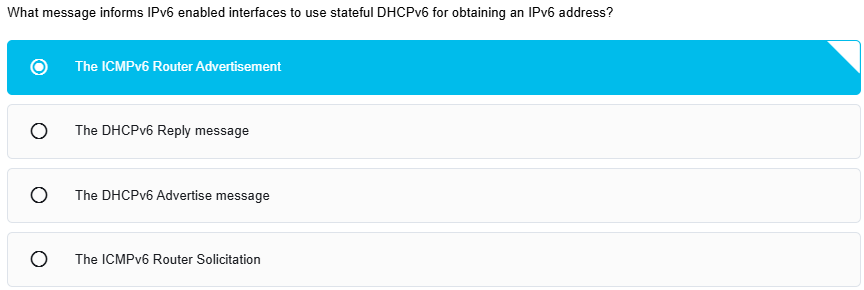 What message informs IPv6 enabled interfaces to use stateful DHCPv6 for obtaining an IPv6 address?
The ICMPv6 Router Advertisement
The DHCPv6 Reply message
The DHCPv6 Advertise message
The ICMPv6 Router Solicitation